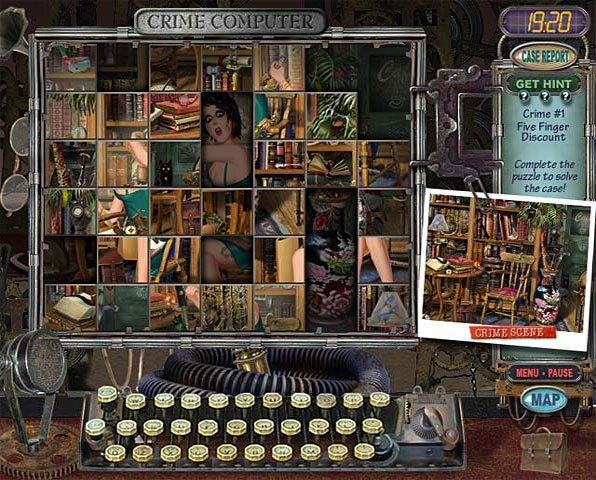 CRIME COMPUTER
19:20
CASE REPORT
GET HINT
? ? ?
Crime #1
Five Finger
Discount
Complete the
puzzle to solve
the case!
CRIME SCENE
MENU • PAUSE
MAP